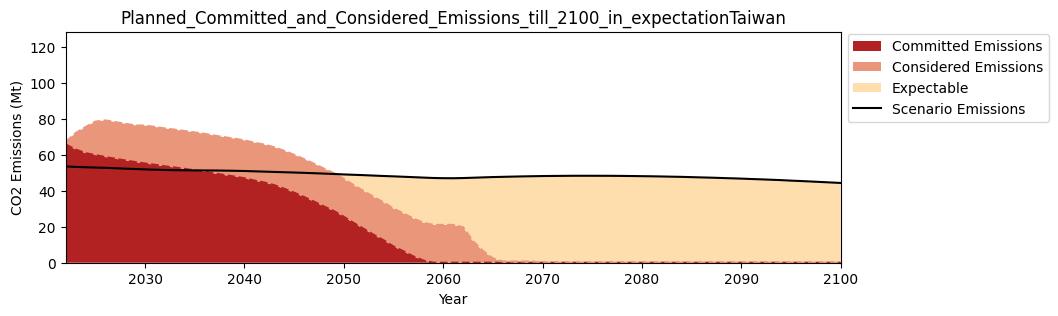 Planned_Committed_and_Considered_Emissions_till_2100_in_expectationTaiwan
Committed Emissions
Considered Emissions
Expectable
Scenario Emissions
CO2 Emissions (Mt)
120
100
80
60
40
20
0
2030 2040 2050 2060 2070 2080 2090 2100
Year